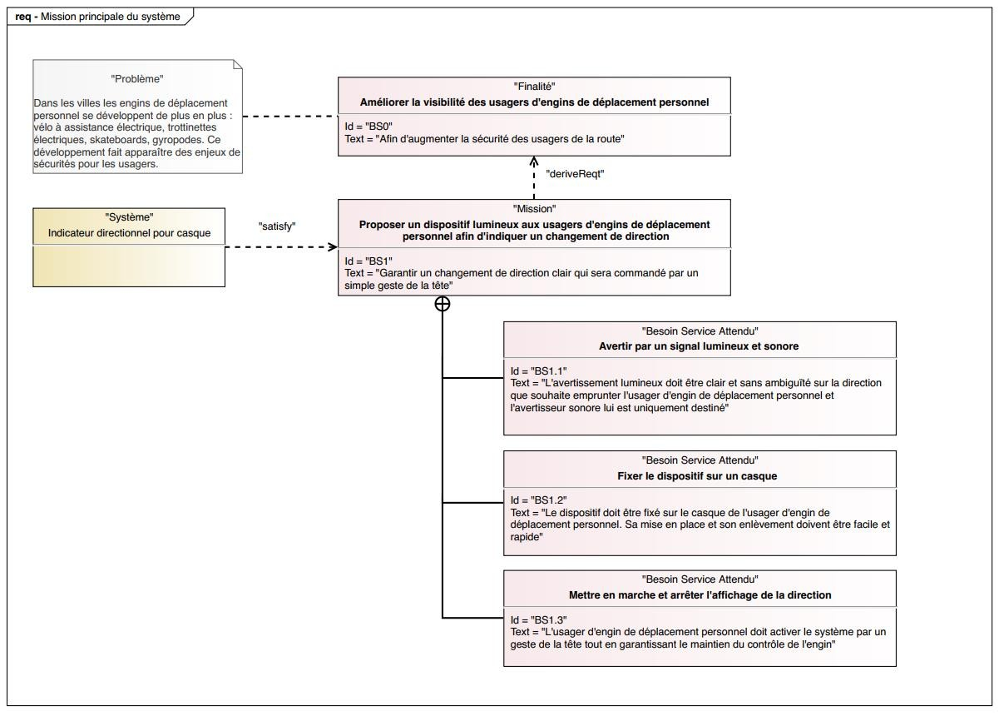 req - Mission principale du système
"Problème"
Dans les villes les engins de déplacement
personnel se développent de plus en plus :
vélo à assistance électrique, trottinettes
électriques, skateboards, gyropodes. Ce
développement fait apparaître des enjeux de
sécurités pour les usagers.
"Finalité"
Améliorer la visibilité des usagers d'engins de déplacement personnel
Id = "BS0"
Text = "Afin d'augmenter la sécurité des usagers de la route"
"deriveReqt"
"Système"
Indicateur directionnel pour casque
"satisfy"
"Mission"
Proposer un dispositif lumineux aux usagers d'engins de déplacement
personnel afin d'indiquer un changement de direction
Id = "BS1"
Text = "Garantir un changement de direction clair qui sera commandé par un
simple geste de la tête"
"Besoin Service Attendu"
Avertir par un signal lumineux et sonore
Id = "BS1.1"
Text = "L'avertissement lumineux doit être clair et sans ambiguïté sur la direction
que souhaite emprunter l'usager d'engin de déplacement personnel et
l'avertisseur sonore lui est uniquement destiné"
"Besoin Service Attendu"
Fixer le dispositif sur un casque
Id = "BS1.2"
Text = "Le dispositif doit être fixé sur le casque de l'usager d'engin de
déplacement personnel. Sa mise en place et son enlèvement doivent être facile et
rapide"
"Besoin Service Attendu"
Mettre en marche et arrêter l'affichage de la direction
Id = "BS1.3"
Text = "L'usager d'engin de déplacement personnel doit activer le système par un
geste de la tête tout en garantissant le maintien du contrôle de l'engin"